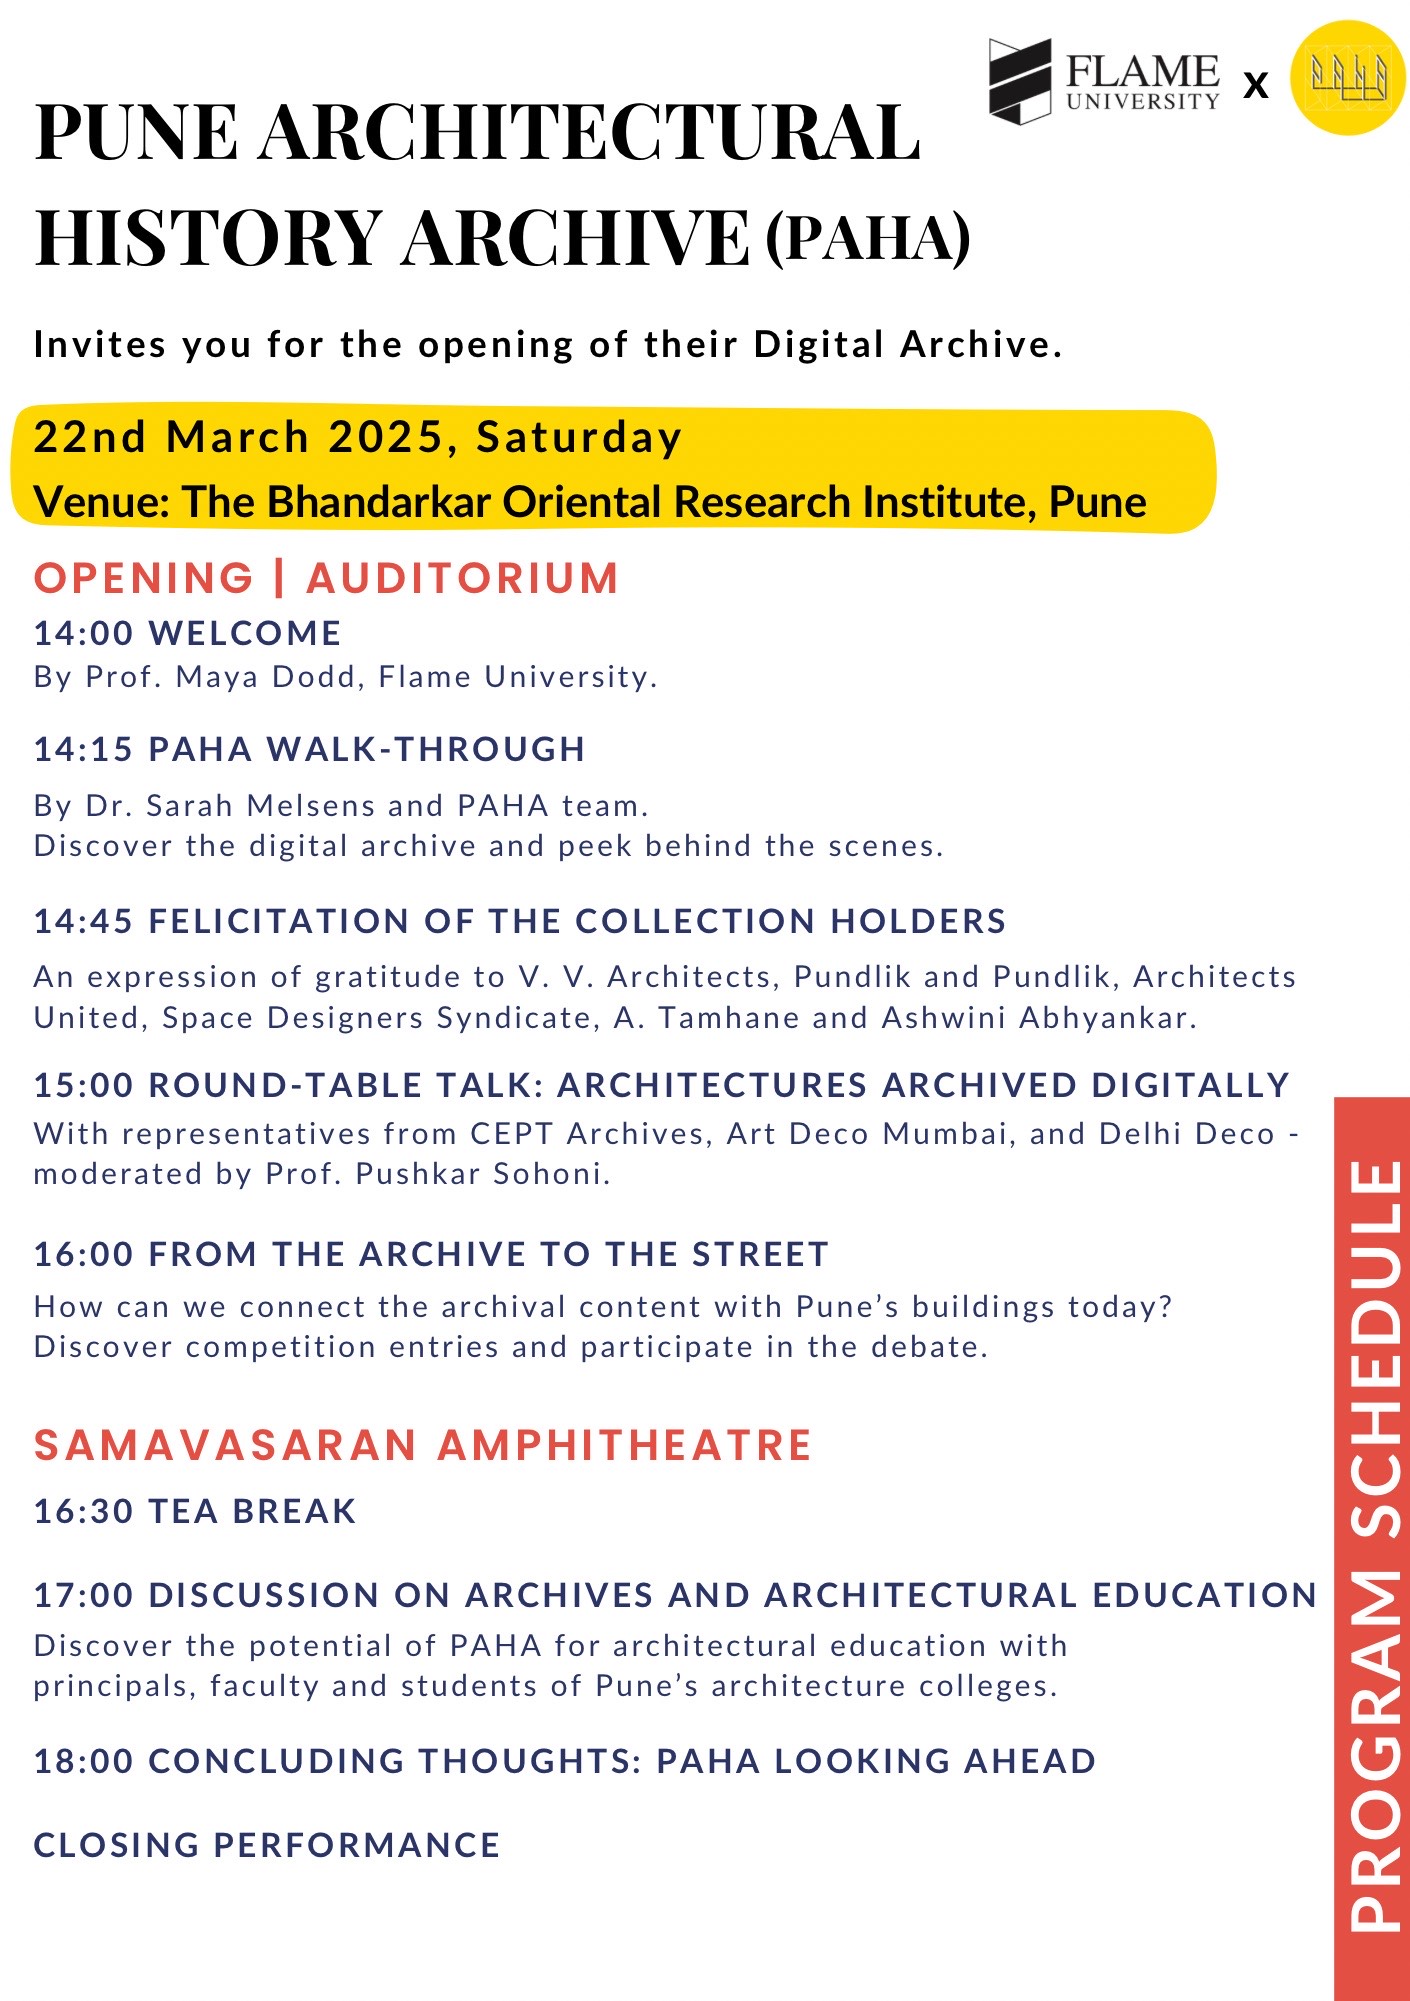 FLAME
UNIVERSITY
X
PAHA
PUNE ARCHITECTURAL
HISTORY ARCHIVE (PAHA)
Invites you for the opening of their Digital Archive.
22nd March 2025, Saturday
Venue: The Bhandarkar Oriental Research Institute, Pune
OPENING | AUDITORIUM
14:00 WELCOME
By Prof. Maya Dodd, Flame University.
14:15 PAHA WALK-THROUGH
By Dr. Sarah Melsens and PAHA team.
Discover the digital archive and peek behind the scenes.
14:45 FELICITATION OF THE COLLECTION HOLDERS
An expression of gratitude to V. V. Architects, Pundlik and Pundlik, Architects
United, Space Designers Syndicate, A. Tamhane and Ashwini Abhyankar.
15:00 ROUND-TABLE TALK: ARCHITECTURES ARCHIVED DIGITALLY
With representatives from CEPT Archives, Art Deco Mumbai, and Delhi Deco -
moderated by Prof. Pushkar Sohoni.
16:00 FROM THE ARCHIVE TO THE STREET
How can we connect the archival content with Pune’s buildings today?
Discover competition entries and participate in the debate.
SAMAVASARAN AMPHITHEATRE
16:30 TEA BREAK
17:00 DISCUSSION ON ARCHIVES AND ARCHITECTURAL EDUCATION
Discover the potential of PAHA for architectural education with
principals, faculty and students of Pune’s architecture colleges.
18:00 CONCLUDING THOUGHTS: PAHA LOOKING AHEAD
CLOSING PERFORMANCE
PROGRAM SCHEDULE